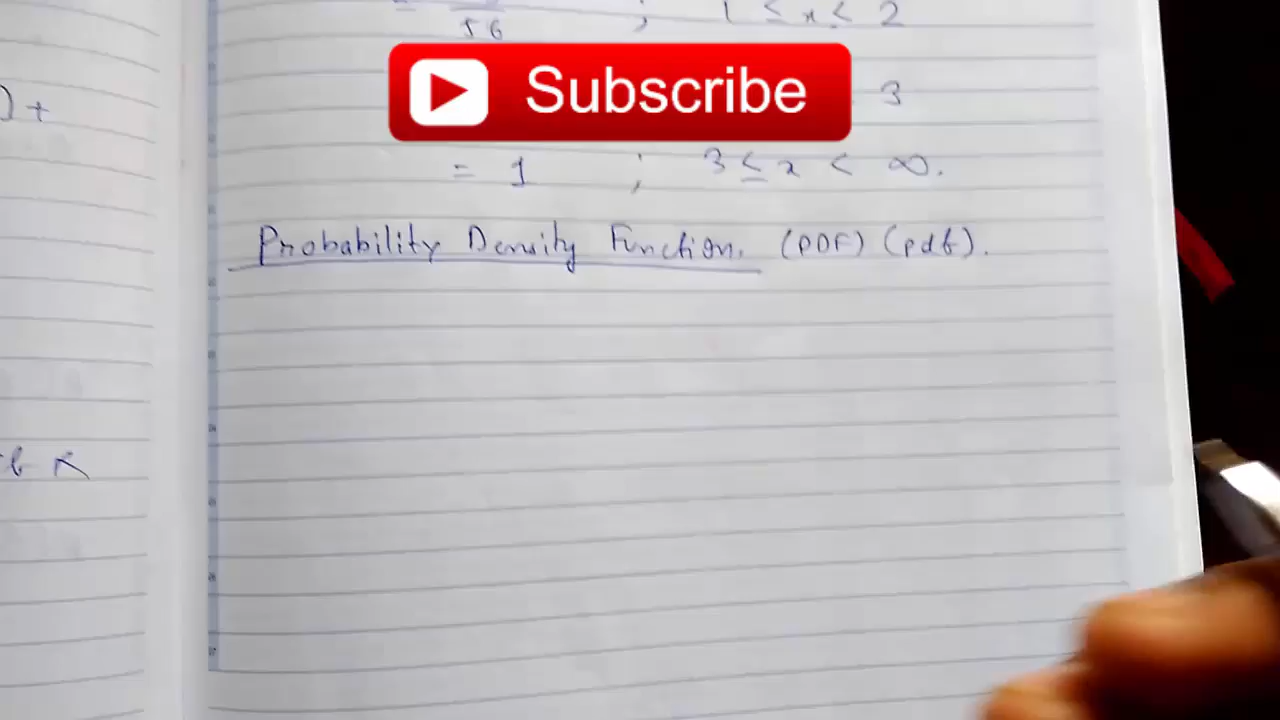 56 ; 1 ≤ x < 2
Subscribe
3
= 1 ; 3 ≤ x < ∞.
) +
Probability Density Function. (PDF) (pdf).